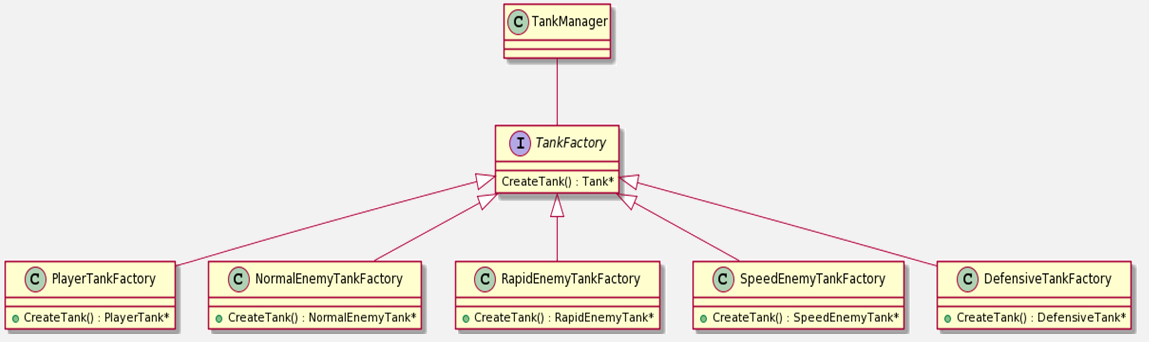 C TankManager
I TankFactory
CreateTank() : Tank*
C PlayerTankFactory
CreateTank() : PlayerTank*
C NormalEnemyTankFactory
CreateTank() : NormalEnemyTank*
C RapidEnemyTankFactory
CreateTank() : RapidEnemyTank*
C SpeedEnemyTankFactory
CreateTank() : SpeedEnemyTank*
C DefensiveTankFactory
CreateTank() : DefensiveTank*